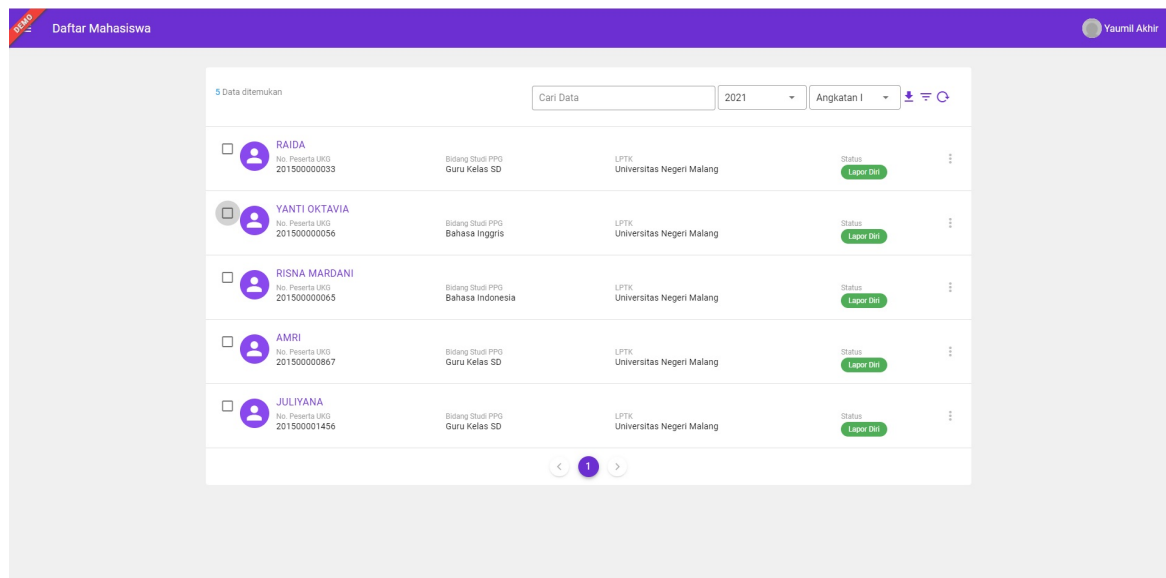 DEMO
Daftar Mahasiswa
Yaumil Akhir
5 Data ditemukan
Cari Data
2021
Angkatan I
RAIDA
No. Peserta UKG Bidang Studi PPG LPTK Status
201500000033 Guru Kelas SD Universitas Negeri Malang Lapor Diri
YANTI OKTAVIA
No. Peserta UKG Bidang Studi PPG LPTK Status
201500000056 Bahasa Inggris Universitas Negeri Malang Lapor Diri
RISNA MARDANI
No. Peserta UKG Bidang Studi PPG LPTK Status
201500000065 Bahasa Indonesia Universitas Negeri Malang Lapor Diri
AMRI
No. Peserta UKG Bidang Studi PPG LPTK Status
201500000867 Guru Kelas SD Universitas Negeri Malang Lapor Diri
JULIYANA
No. Peserta UKG Bidang Studi PPG LPTK Status
201500001456 Guru Kelas SD Universitas Negeri Malang Lapor Diri
1